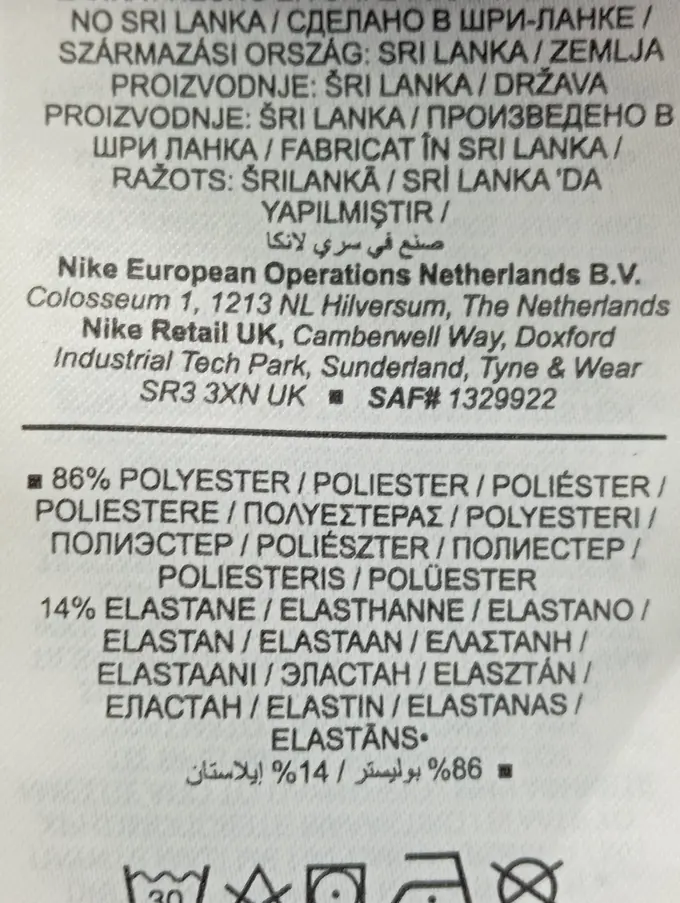 NO SRI LANKA / СДЕЛАНО В ШРИ-ЛАНКЕ /
SZÁRMAZÁSI ORSZÁG: SRI LANKA / ZEMLJA
PROIZVODNJE: ŠRI LANKA / DRŽAVA
PROIZVODNJE: ŠRI LANKA / ПРОИЗВЕДЕНО В
ШРИ ЛАНКА / FABRICAT ÎN SRI LANKA /
RAŽOTS: ŠRILANKĀ / SRİ LANKA 'DA
YAPILMIŞTIR /
صنع في سري لانكا
Nike European Operations Netherlands B.V.
Colosseum 1, 1213 NL Hilversum, The Netherlands
Nike Retail UK, Camberwell Way, Doxford
Industrial Tech Park, Sunderland, Tyne & Wear
SR3 3XN UK ■ SAF# 1329922
■ 86% POLYESTER / POLIESTER / POLIÉSTER /
POLIESTERE / ΠΟΛΥΕΣΤΕΡΑΣ / POLYESTERI /
ПОЛИЭСТЕР / POLIÉSZTER / ПОЛИЕСТЕР /
POLIESTERIS / POLÜESTER
14% ELASTANE / ELASTHANNE / ELASTANO /
ELASTAN / ELASTAAN / ΕΛΑΣΤΑΝΗ /
ELASTAANI / ЭЛАСТАН / ELASZTÁN /
ЕЛАСТАН / ELASTIN / ELASTANAS /
ELASTĀNS•
■ 86% بوليستر / 14% إيلاستان
30